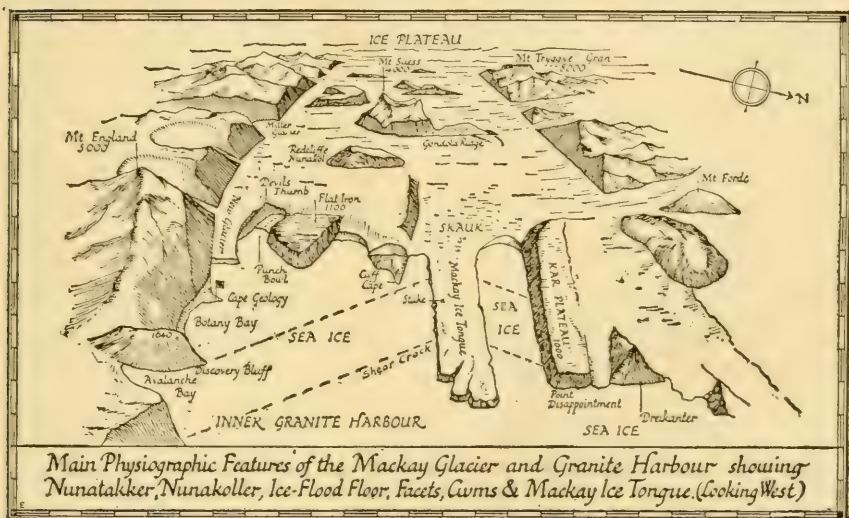 ICE PLATEAU
Mt Suess
4000
Mt Tryggve Gran
5000
N
Mt England
5000
Miller
Glacier
Gondola Ridge
Redcliffe
Nunakol
Mt Forde
Devils
Thumb
Flat Iron
1100
New Glacier
SKAUK
Punch
Bowl
Cuff
Cape
Mackay Ice Tongue
KAR PLATEAU
1000
Cape Geology
Stake
SEA
ICE
Botany Bay
SEA ICE
1640
Shear Crack
Discovery Bluff
Avalanche
Bay
Point
Disappointment
Dreikanter
INNER GRANITE HARBOUR
SEA ICE
Main Physiographic Features of the Mackay Glacier and Granite Harbour showing
Nunatakker, Nunakoller, Ice-Flood Floor, Facets, Cwms & Mackay Ice Tongue. (Looking West)